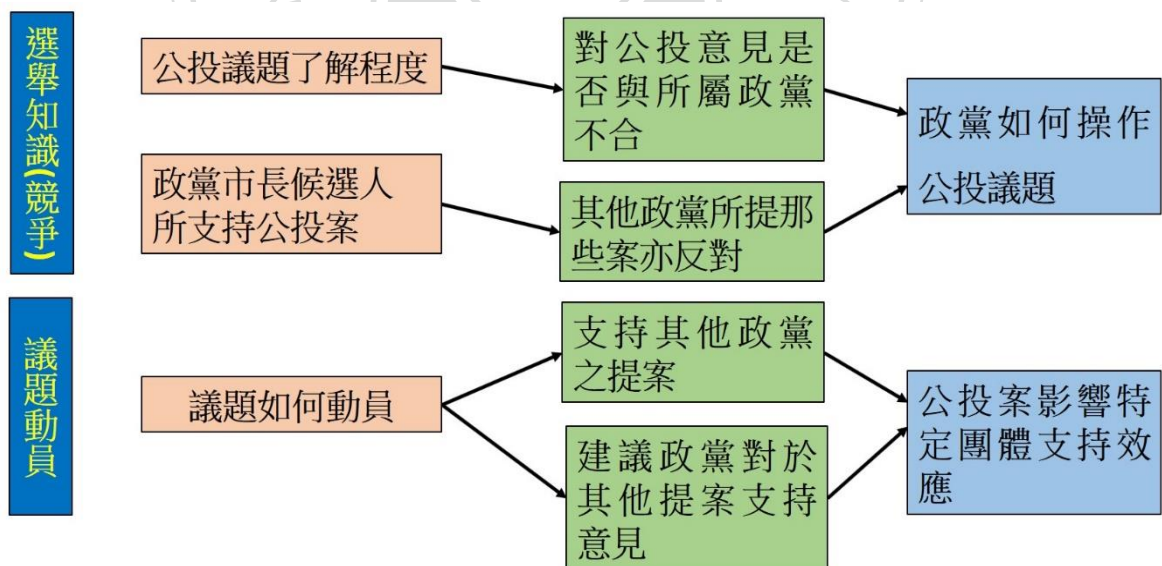 選舉知識(競爭)
公投議題了解程度
對公投意見是
否與所屬政黨
不合
政黨如何操作
公投議題
政黨市長候選人
所支持公投案
其他政黨所提那
些案亦反對
議題動員
議題如何動員
支持其他政黨
之提案
建議政黨對於
其他提案支持
意見
公投案影響特
定團體支持效
應